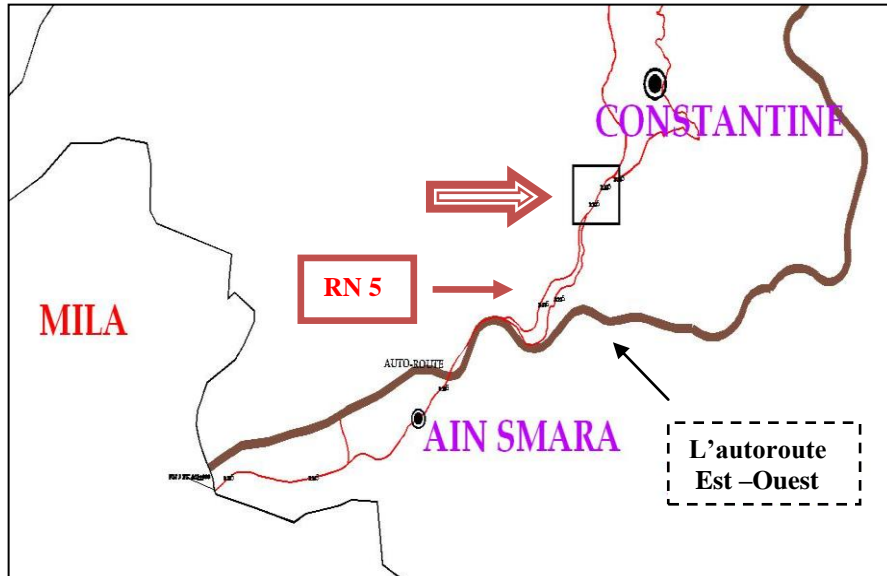 CONSTANTINE
RN 5
MILA
AUTO-ROUTE
AIN SMARA
L’autoroute
Est –Ouest